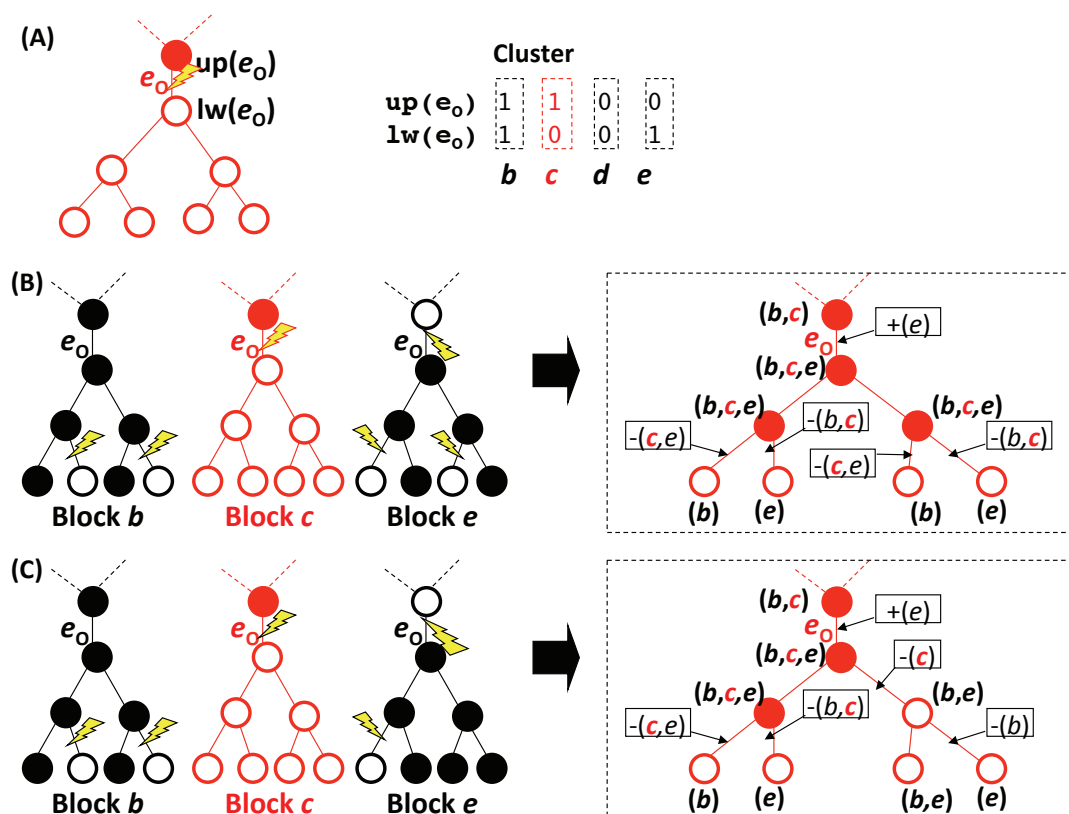 (A)
up(eO)
eO
lw(eO)
Cluster
up(eO) 1 1 0 0
lw(eO) 1 0 0 1
b c d e
(B)
eO eO eO
Block b Block c Block e
(b,c)
+(e)
eO
(b,c,e)
(b,c,e) -(b,c) (b,c,e)
-(c,e) -(c,e) -(b,c)
(b) (e) (b) (e)
(C)
eO eO eO
Block b Block c Block e
(b,c)
+(e)
eO
(b,c,e) -(c)
(b,c,e) -(b,c) (b,e)
-(c,e) -(b)
(b) (e) (b,e) (e)